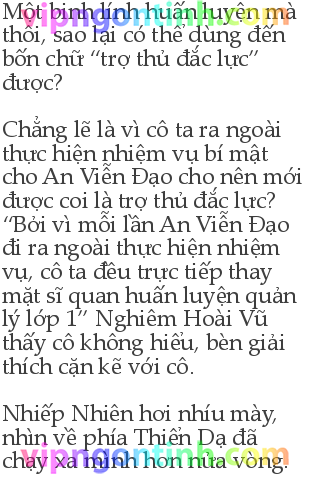 Một binh lính huấn luyện mà
vipngontinh.com
thôi, sao lại có thể dùng đến
bốn chữ “trợ thủ đắc lực”
được?
Chẳng lẽ là vì cô ta ra ngoài
thực hiện nhiệm vụ bí mật
cho An Viễn Đạo cho nên mới
được coi là trợ thủ đắc lực?
“Bởi vì mỗi lần An Viễn Đạo
đi ra ngoài thực hiện nhiệm
vụ, cô ta đều trực tiếp thay
mặt sĩ quan huấn luyện quản
lý lớp 1” Nghiêm Hoài Vũ
thấy cô không hiểu, bèn giải
thích cặn kẽ với cô.
Nhiếp Nhiên hơi nhíu mày,
nhìn về phía Thiển Dạ đã
chạy xa mình hơn nửa vòng.
vipngontinh.com